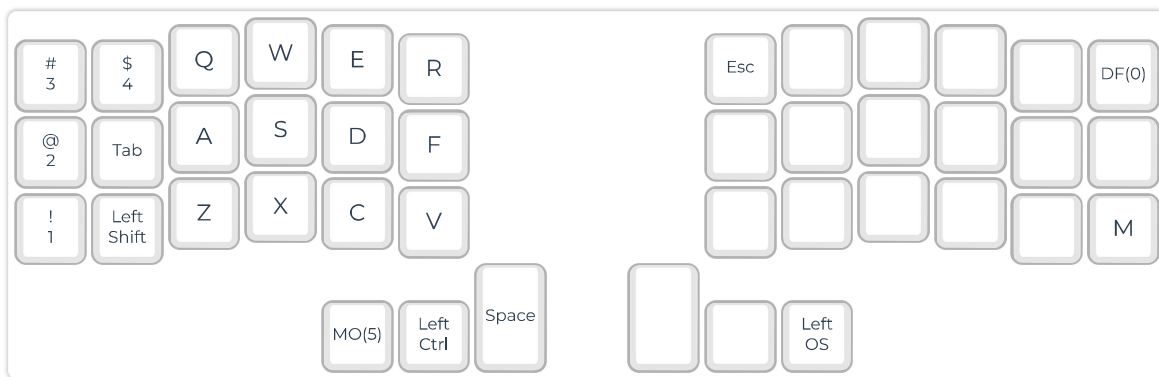 #
3
$
4
Q
W
E
R
Esc
DF(0)
@
2
Tab
A
S
D
F
!
1
Left
Shift
Z
X
C
V
M
MO(5)
Left
Ctrl
Space
Left
OS